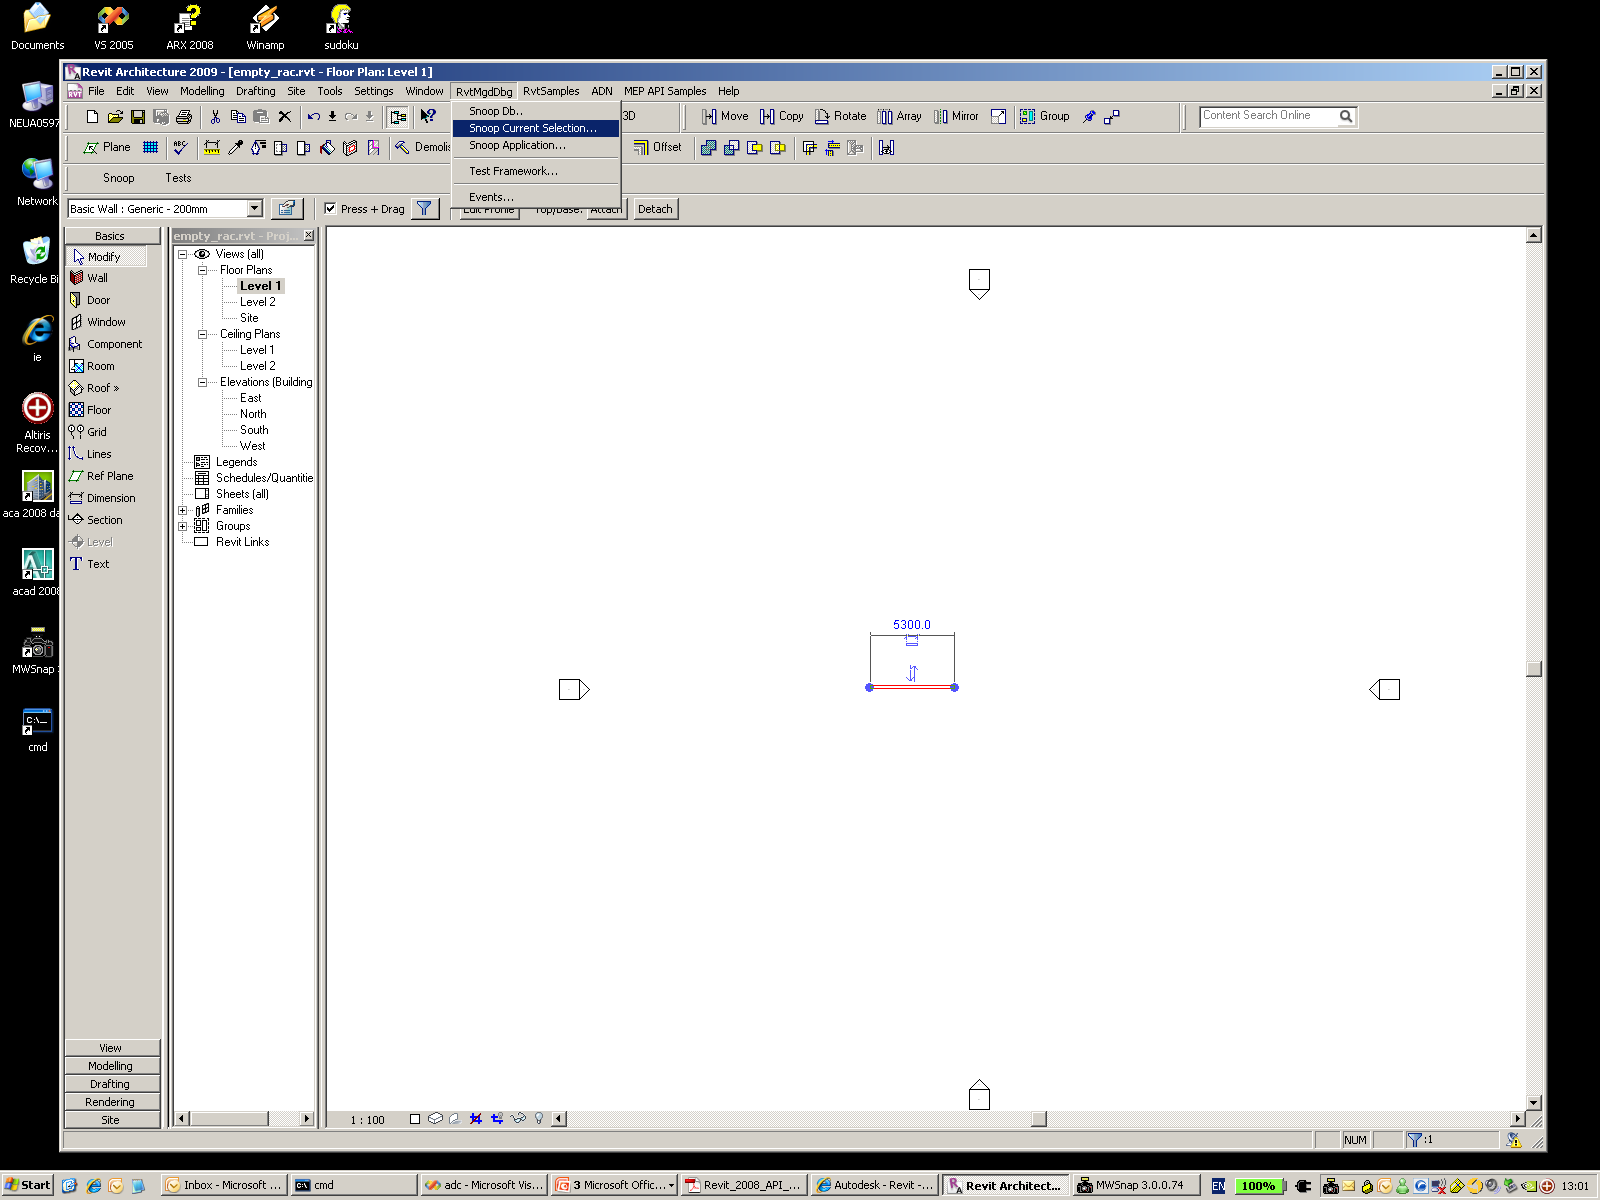 Documents
VS 2005
ARX 2008
Winamp
sudoku
NEUA0597
Network
Recycle Bi
ie
Altiris
Recov...
aca 2008 da
acad 2008
MWSnap
cmd
Revit Architecture 2009 - [empty_rac.rvt - Floor Plan: Level 1]
File Edit View Modelling Drafting Site Tools Settings Window RvtMgdDbg RvtSamples ADN MEP API Samples Help
Snoop Db..
Snoop Current Selection...
Snoop Application...
Test Framework...
Events...
3D Move Copy Rotate Array Mirror Group Content Search Online
Plane Demolis Offset
Snoop Tests
Basic Wall : Generic - 200mm Press + Drag Edit Profile Top/Base: Attach Detach
Basics
Modify
Wall
Door
Window
Component
Room
Roof »
Floor
Grid
Lines
Ref Plane
Dimension
Section
Level
Text
View
Modelling
Drafting
Rendering
Site
empty_rac.rvt - Proj...
Views (all)
Floor Plans
Level 1
Level 2
Site
Ceiling Plans
Level 1
Level 2
Elevations (Building
East
North
South
West
Legends
Schedules/Quantitie
Sheets (all)
Families
Groups
Revit Links
5300.0
1 : 100
NUM :1
Start Inbox - Microsoft ... cmd adc - Microsoft Vis... 3 Microsoft Offic... Revit_2008_API_... Autodesk - Revit -... Revit Architect... MWSnap 3.0.0.74 EN 100% 13:01